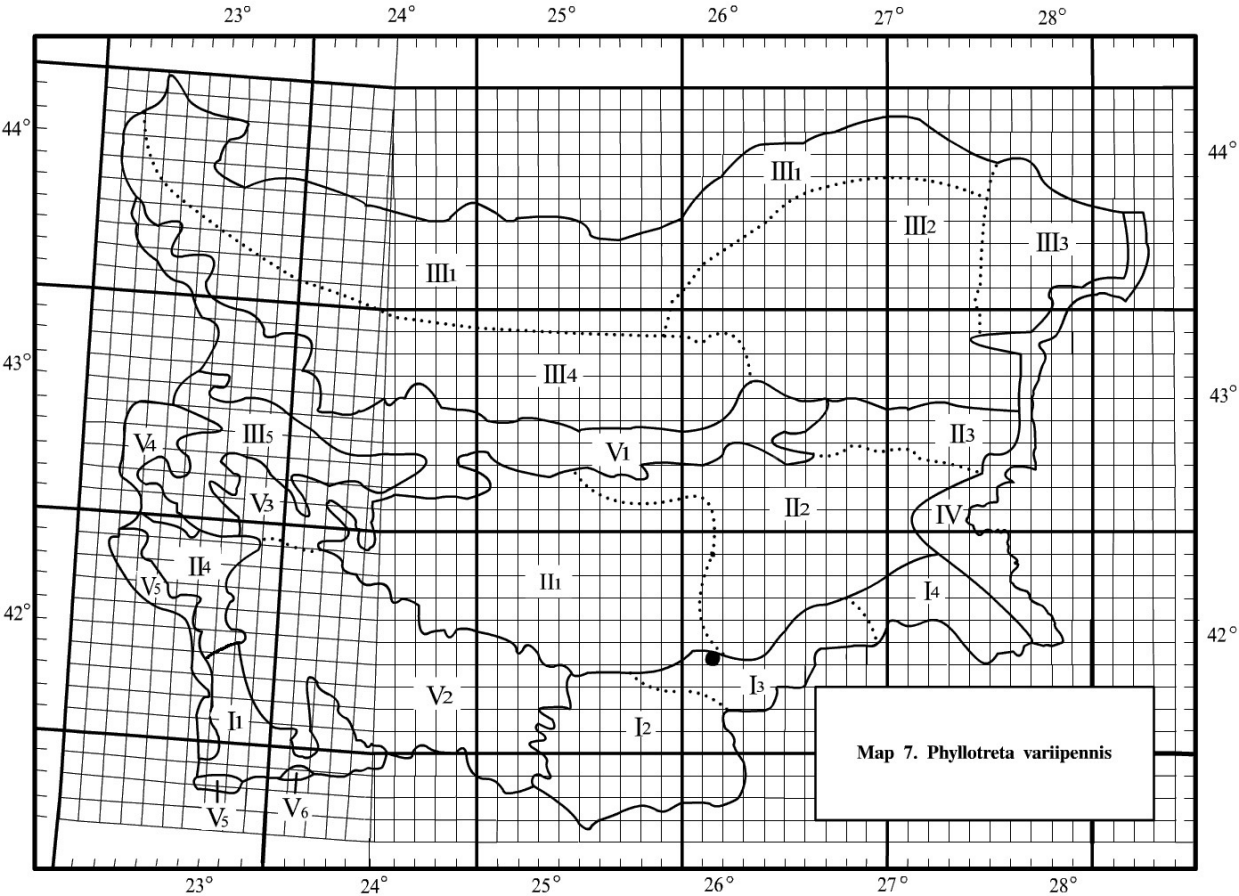 23° 24° 25° 26° 27° 28°
44° 44°
III1
III2
III3
III1
43° 43°
III4
V4 III5 V1 II3
V3 II2 IV
II4
V5 II1 I4
42° 42°
V2 I3
I1 I2
Map 7. Phyllotreta variipennis
V5 V6
23° 24° 25° 26° 27° 28°